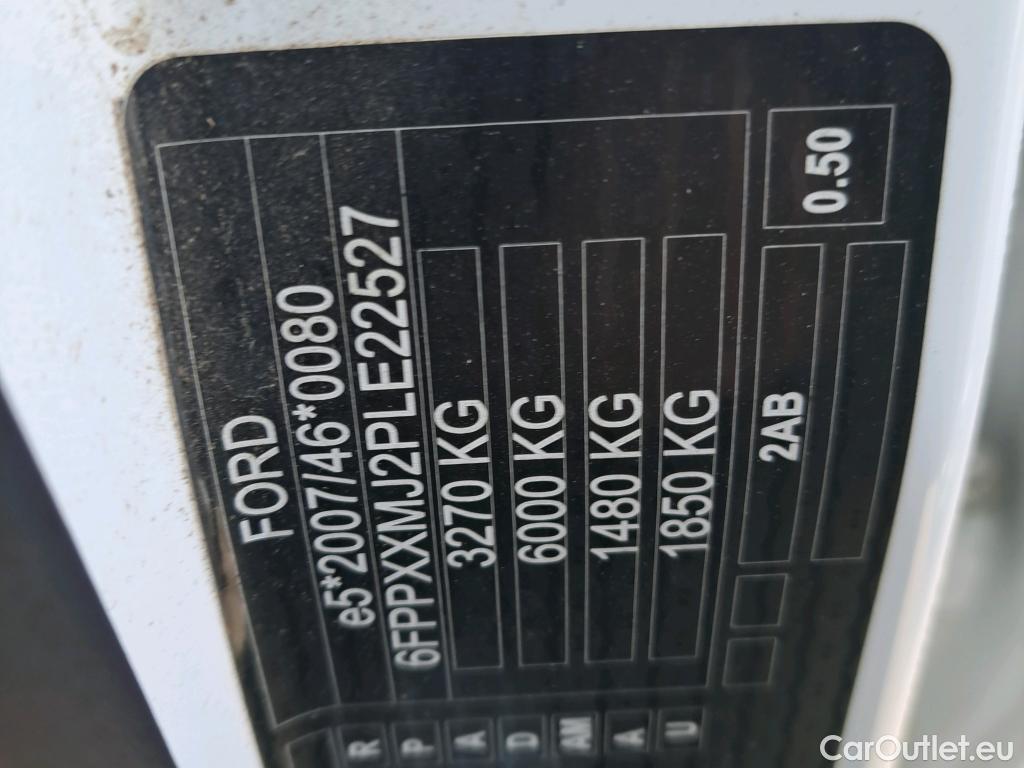 FORD
e5*2007/46*0080
6FPPXXMJ2PLE22527
3270 KG
6000 KG
1480 KG
1850 KG
2AB
0.50
R
P
A
D
AM
A
U
CarOutlet.eu